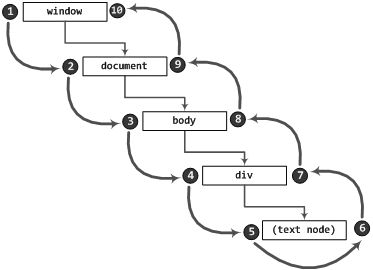 1 window 10
2 document 9
3 body 8
4 div 7
5 (text node) 6